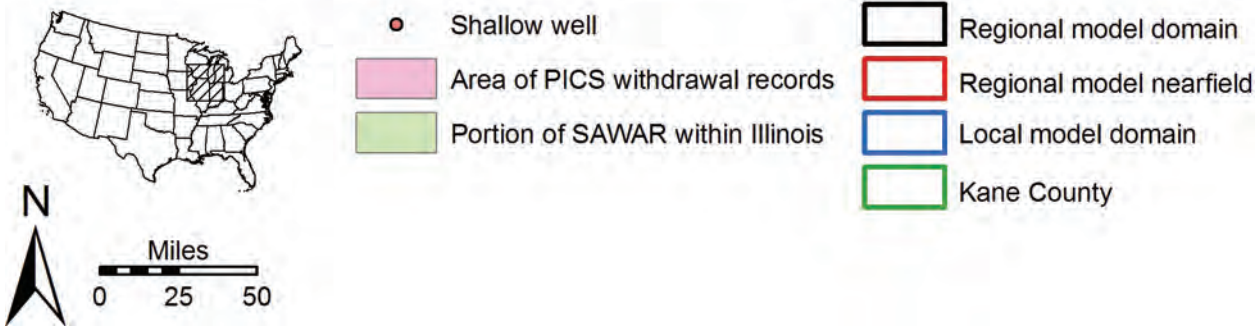 Shallow well
Area of PICS withdrawal records
Portion of SAWAR within Illinois
Regional model domain
Regional model nearfield
Local model domain
Kane County
N
Miles
0 25 50